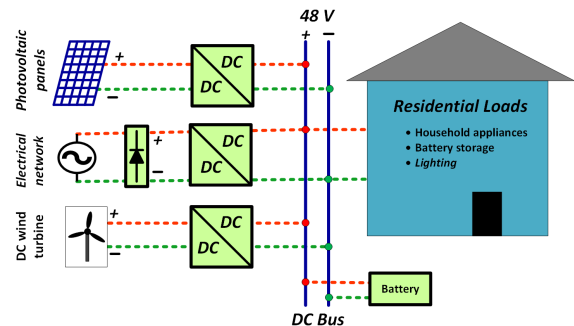 48 V
+ −
Photovoltaic
panels
+
−
DC
DC
Residential Loads
• Household appliances
• Battery storage
• Lighting
Electrical
network
+
−
DC
DC
DC wind
turbine
+
−
DC
DC
Battery
DC Bus